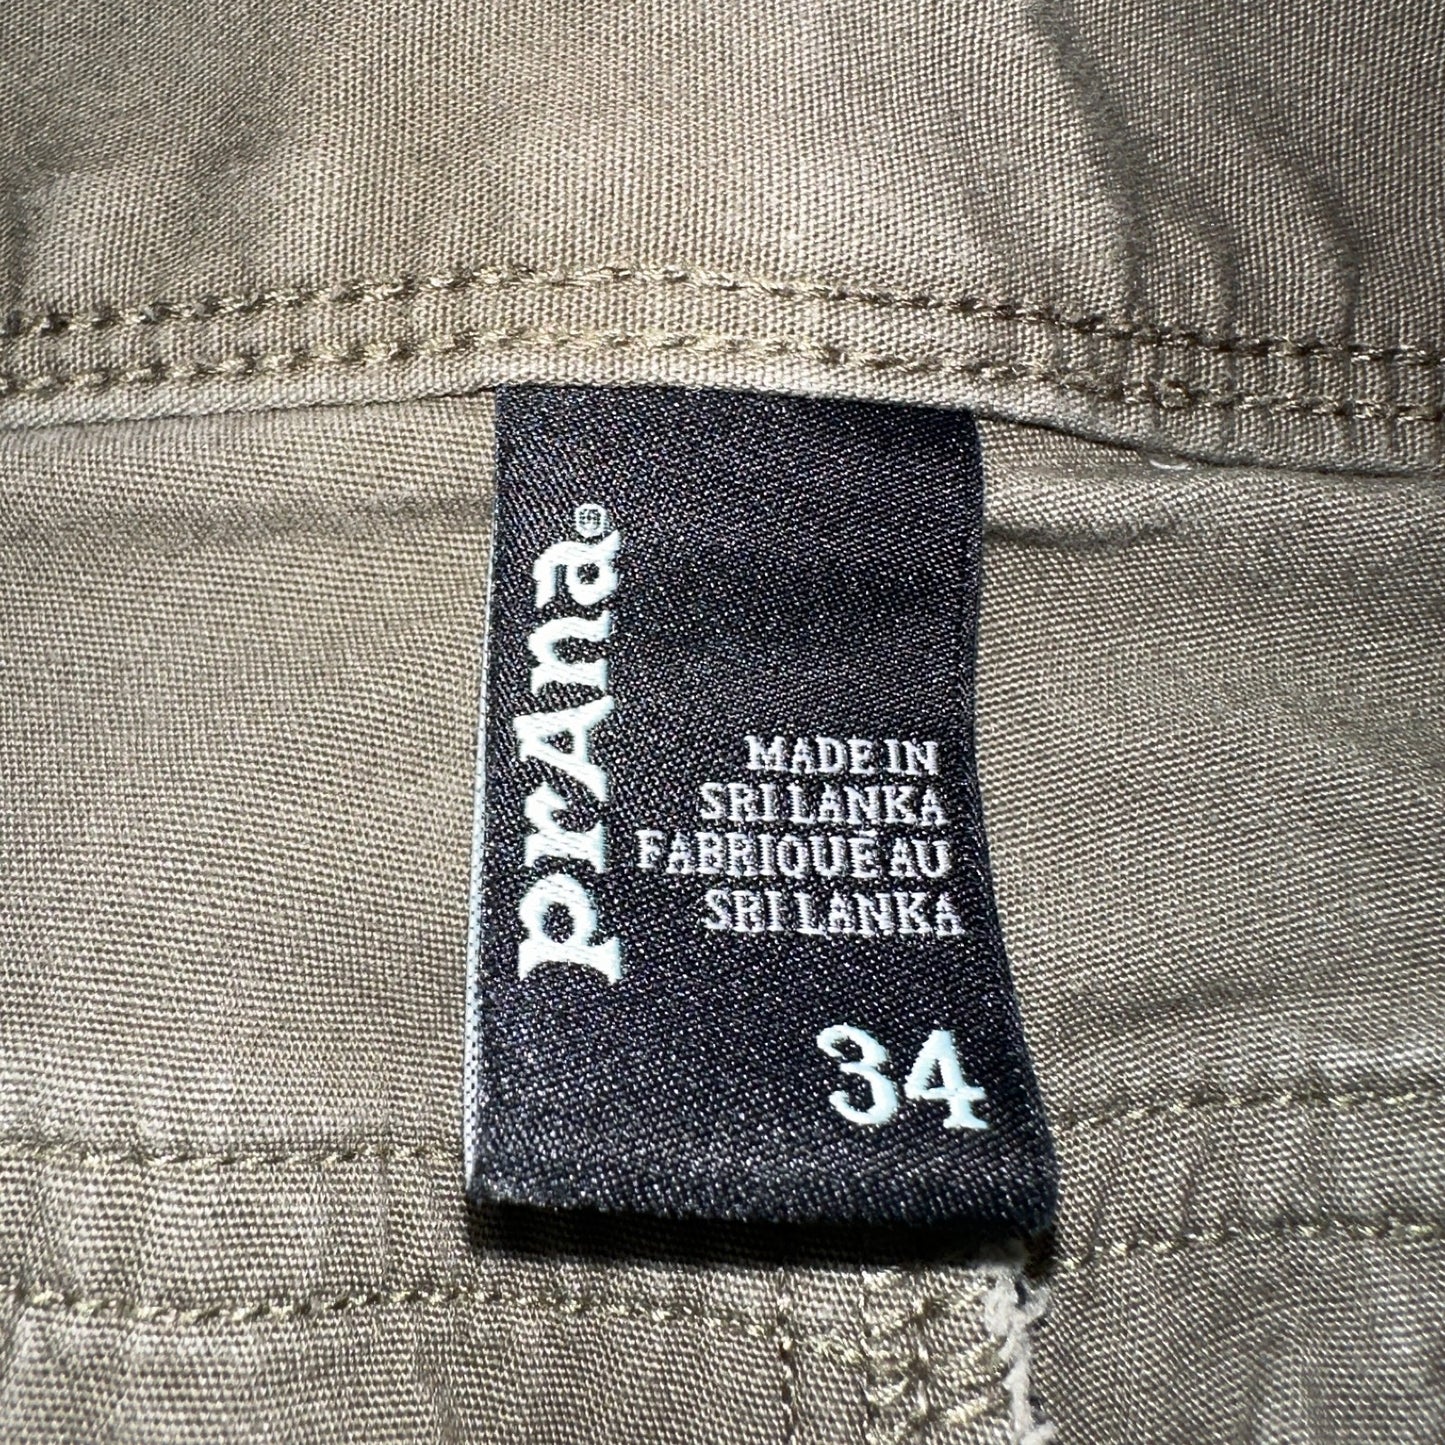 prAna®
MADE IN
SRI LANKA
FABRIQUÉ AU
SRI LANKA
34